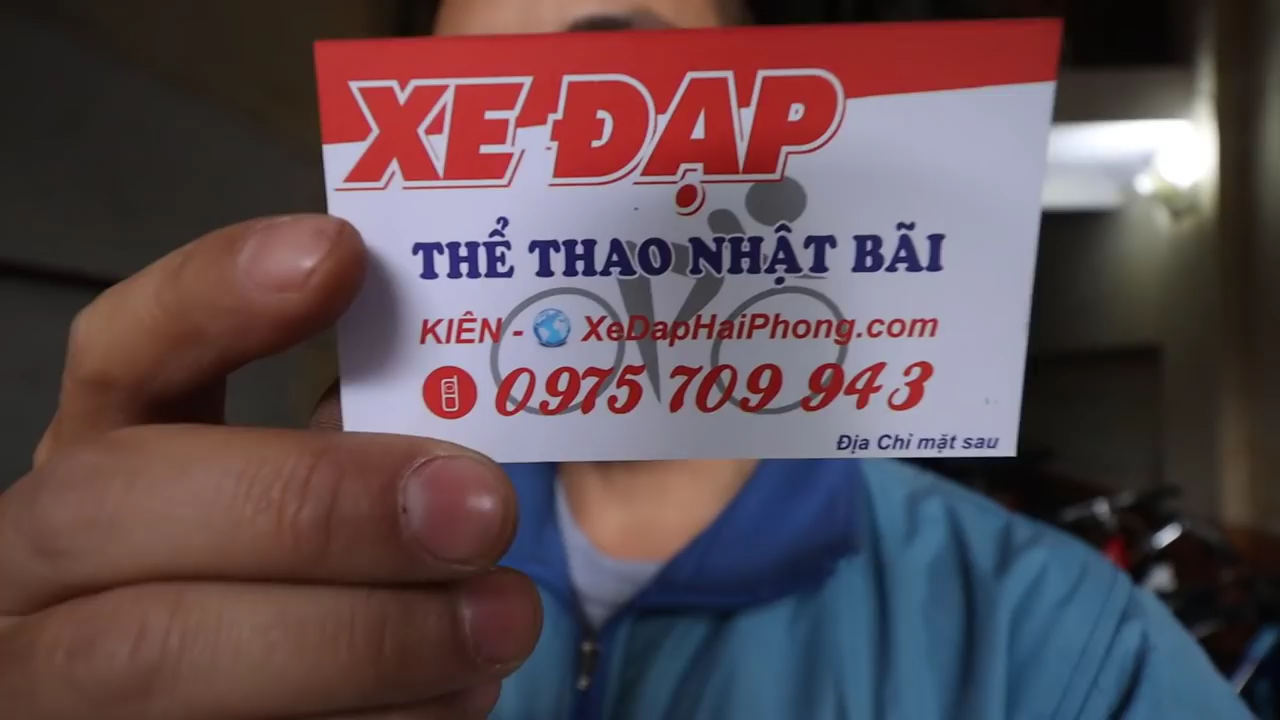 XE ĐẠP
THỂ THAO NHẬT BÃI
KIÊN - XeDapHaiPhong.com
0975 709 943
Địa Chỉ mặt sau